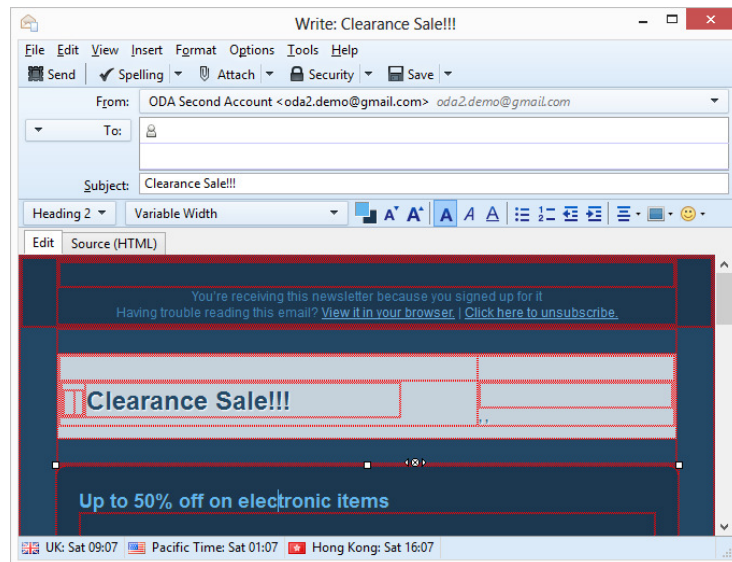 Write: Clearance Sale!!!
File Edit View Insert Format Options Tools Help
Send Spelling Attach Security Save
From: ODA Second Account <oda2.demo@gmail.com> oda2.demo@gmail.com
To:
Subject: Clearance Sale!!!
Heading 2 Variable Width
Edit Source (HTML)
You're receiving this newsletter because you signed up for it
Having trouble reading this email? View it in your browser. | Click here to unsubscribe.
Clearance Sale!!!
, ,
Up to 50% off on electronic items
UK: Sat 09:07 Pacific Time: Sat 01:07 Hong Kong: Sat 16:07